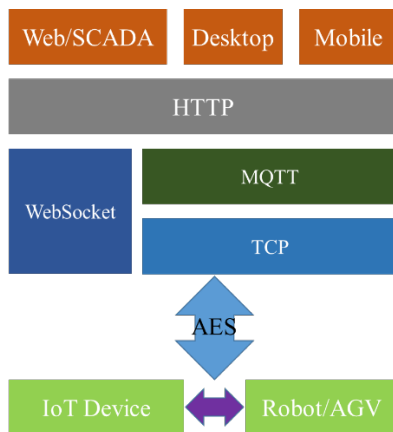 Web/SCADA
Desktop
Mobile
HTTP
WebSocket
MQTT
TCP
AES
IoT Device
Robot/AGV